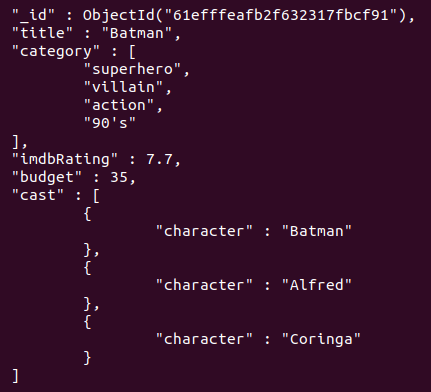 "_id" : ObjectId("61efffeafb2f632317fbcf91"),
"title" : "Batman",
"category" : [
"superhero",
"villain",
"action",
"90's"
],
"imdbRating" : 7.7,
"budget" : 35,
"cast" : [
{
"character" : "Batman"
},
{
"character" : "Alfred"
},
{
"character" : "Coringa"
}
]